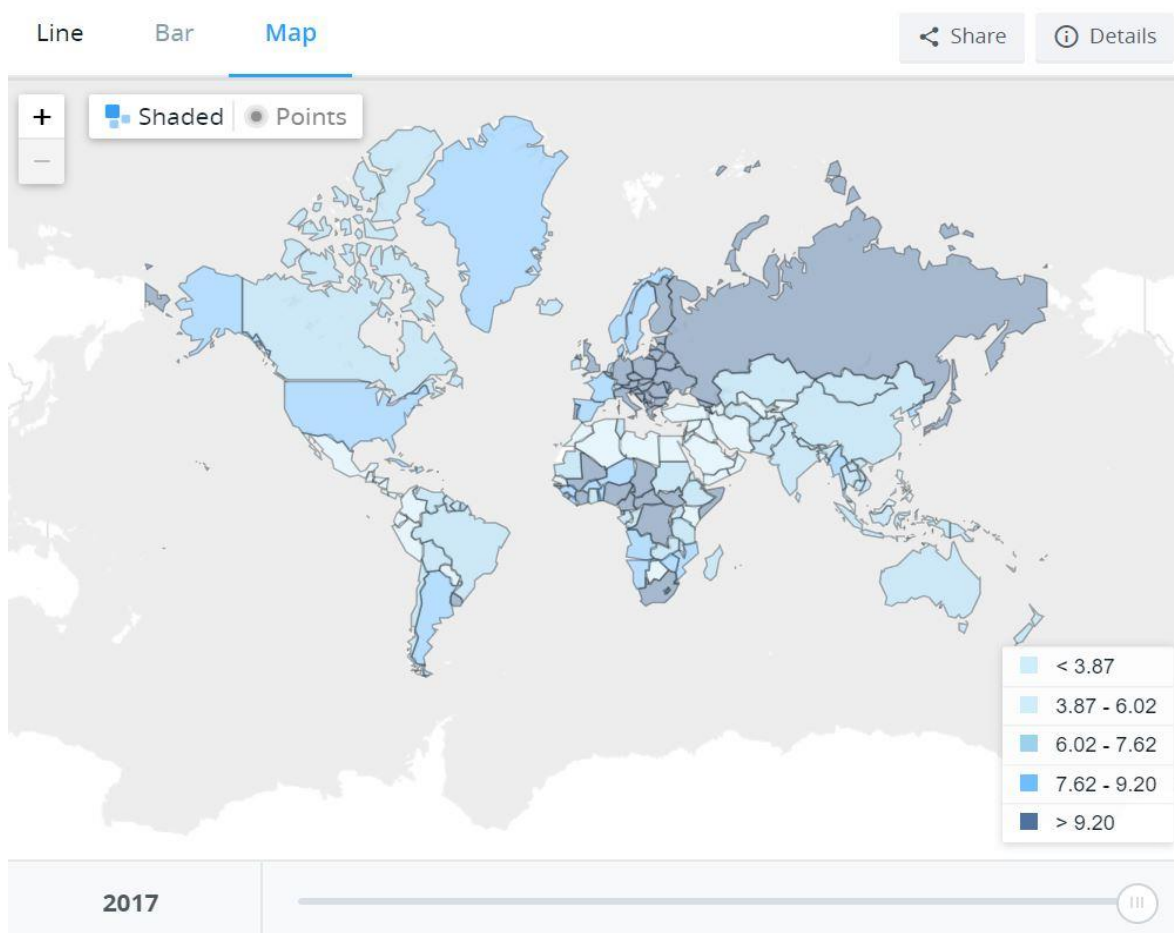 Line Bar Map Share Details
+ Shaded Points
−
< 3.87
3.87 - 6.02
6.02 - 7.62
7.62 - 9.20
> 9.20
2017